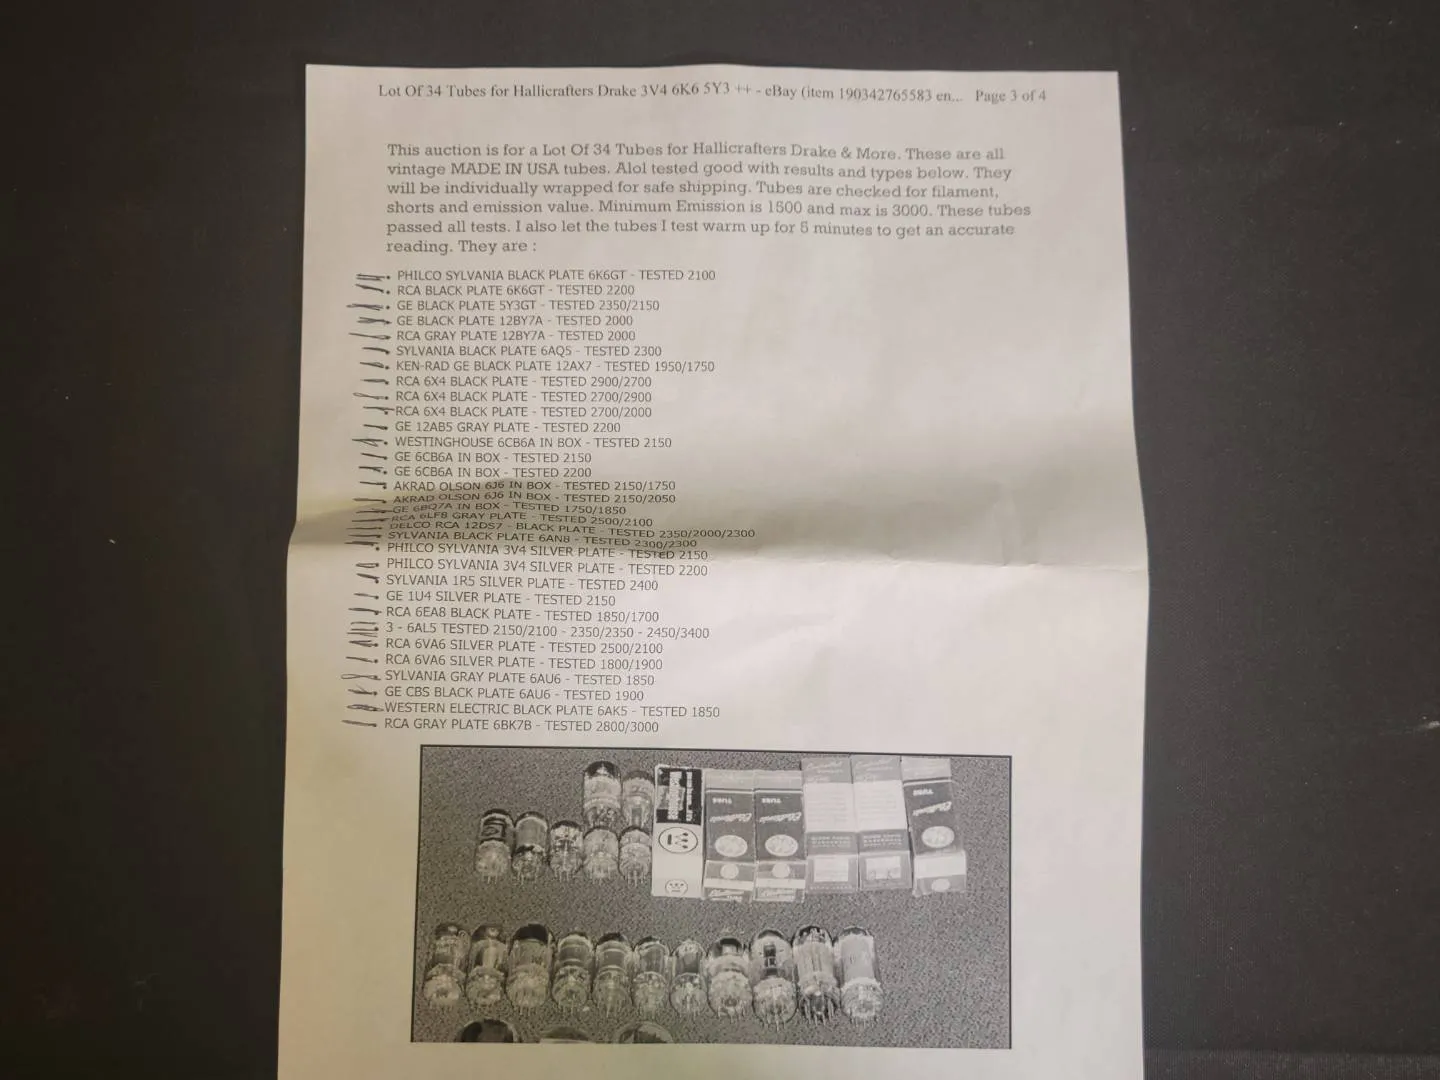 Lot Of 34 Tubes for Hallicrafters Drake 3V4 6K6 5Y3 ++ - eBay (item 190342765583 en... Page 3 of 4
This auction is for a Lot Of 34 Tubes for Hallicrafters Drake & More. These are all
vintage MADE IN USA tubes. Alol tested good with results and types below. They
will be individually wrapped for safe shipping. Tubes are checked for filament,
shorts and emission value. Minimum Emission is 1500 and max is 3000. These tubes
passed all tests. I also let the tubes I test warm up for 5 minutes to get an accurate
reading. They are :
PHILCO SYLVANIA BLACK PLATE 6K6GT - TESTED 2100
RCA BLACK PLATE 6K6GT - TESTED 2200
GE BLACK PLATE 5Y3GT - TESTED 2350/2150
GE BLACK PLATE 12BY7A - TESTED 2000
RCA GRAY PLATE 12BY7A - TESTED 2000
SYLVANIA BLACK PLATE 6AQ5 - TESTED 2300
KEN-RAD GE BLACK PLATE 12AX7 - TESTED 1950/1750
RCA 6X4 BLACK PLATE - TESTED 2900/2700
RCA 6X4 BLACK PLATE - TESTED 2700/2900
RCA 6X4 BLACK PLATE - TESTED 2700/2000
GE 12AB5 GRAY PLATE - TESTED 2200
WESTINGHOUSE 6CB6A IN BOX - TESTED 2150
GE 6CB6A IN BOX - TESTED 2150
GE 6CB6A IN BOX - TESTED 2200
AKRAD OLSON 6J6 IN BOX - TESTED 2150/1750
AKRAD OLSON 6J6 IN BOX - TESTED 2150/2050
GE 6BQ7A IN BOX - TESTED 1750/1850
RCA 6LF8 GRAY PLATE - TESTED 2500/2100
DELCO RCA 12DS7 - BLACK PLATE - TESTED 2350/2000/2300
SYLVANIA BLACK PLATE 6AN8 - TESTED 2300/2300
PHILCO SYLVANIA 3V4 SILVER PLATE - TESTED 2150
PHILCO SYLVANIA 3V4 SILVER PLATE - TESTED 2200
SYLVANIA 1R5 SILVER PLATE - TESTED 2400
GE 1U4 SILVER PLATE - TESTED 2150
RCA 6EA8 BLACK PLATE - TESTED 1850/1700
3 - 6AL5 TESTED 2150/2100 - 2350/2350 - 2450/3400
RCA 6VA6 SILVER PLATE - TESTED 2500/2100
RCA 6VA6 SILVER PLATE - TESTED 1800/1900
SYLVANIA GRAY PLATE 6AU6 - TESTED 1850
GE CBS BLACK PLATE 6AU6 - TESTED 1900
WESTERN ELECTRIC BLACK PLATE 6AK5 - TESTED 1850
RCA GRAY PLATE 6BK7B - TESTED 2800/3000
TUBE
TUBE
TUBE